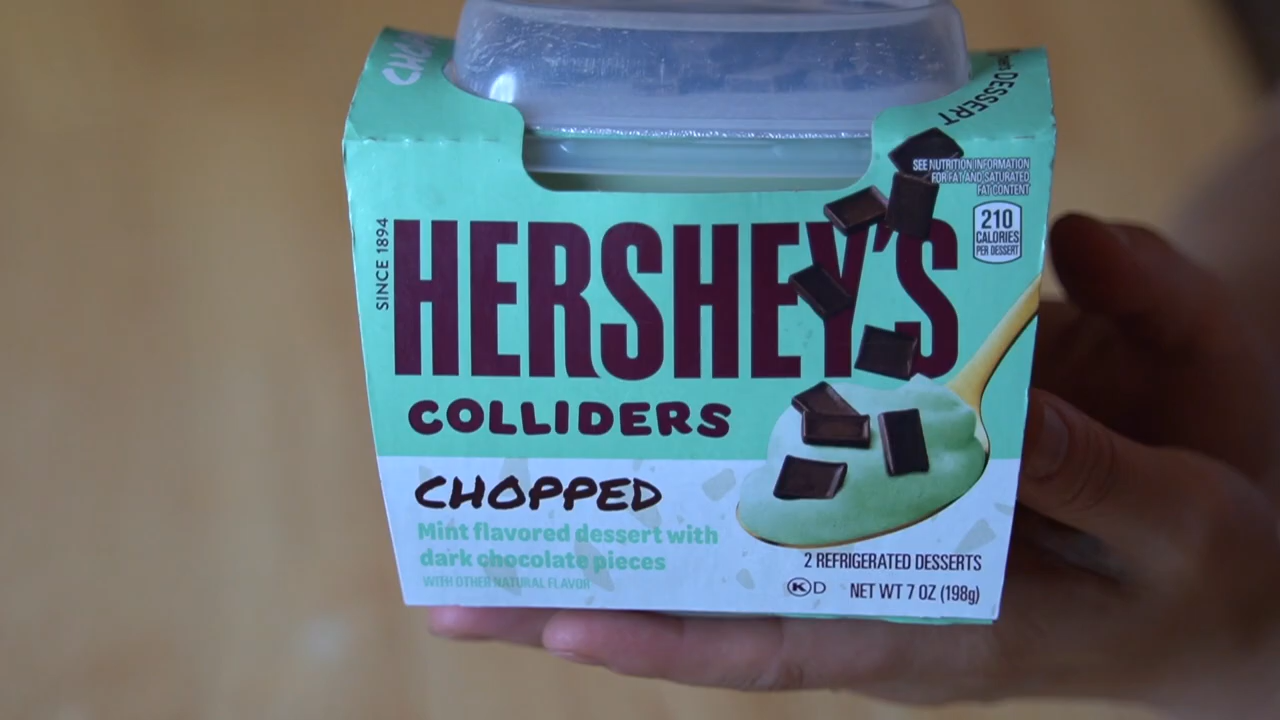 CHOP
DESSERT
SEE NUTRITION INFORMATION
FOR FAT AND SATURATED
FAT CONTENT
210
CALORIES
PER DESSERT
SINCE 1894
HERSHEY'S
COLLIDERS
CHOPPED
Mint flavored dessert with
dark chocolate pieces
WITH OTHER NATURAL FLAVOR
2 REFRIGERATED DESSERTS
K D
NET WT 7 OZ (198g)